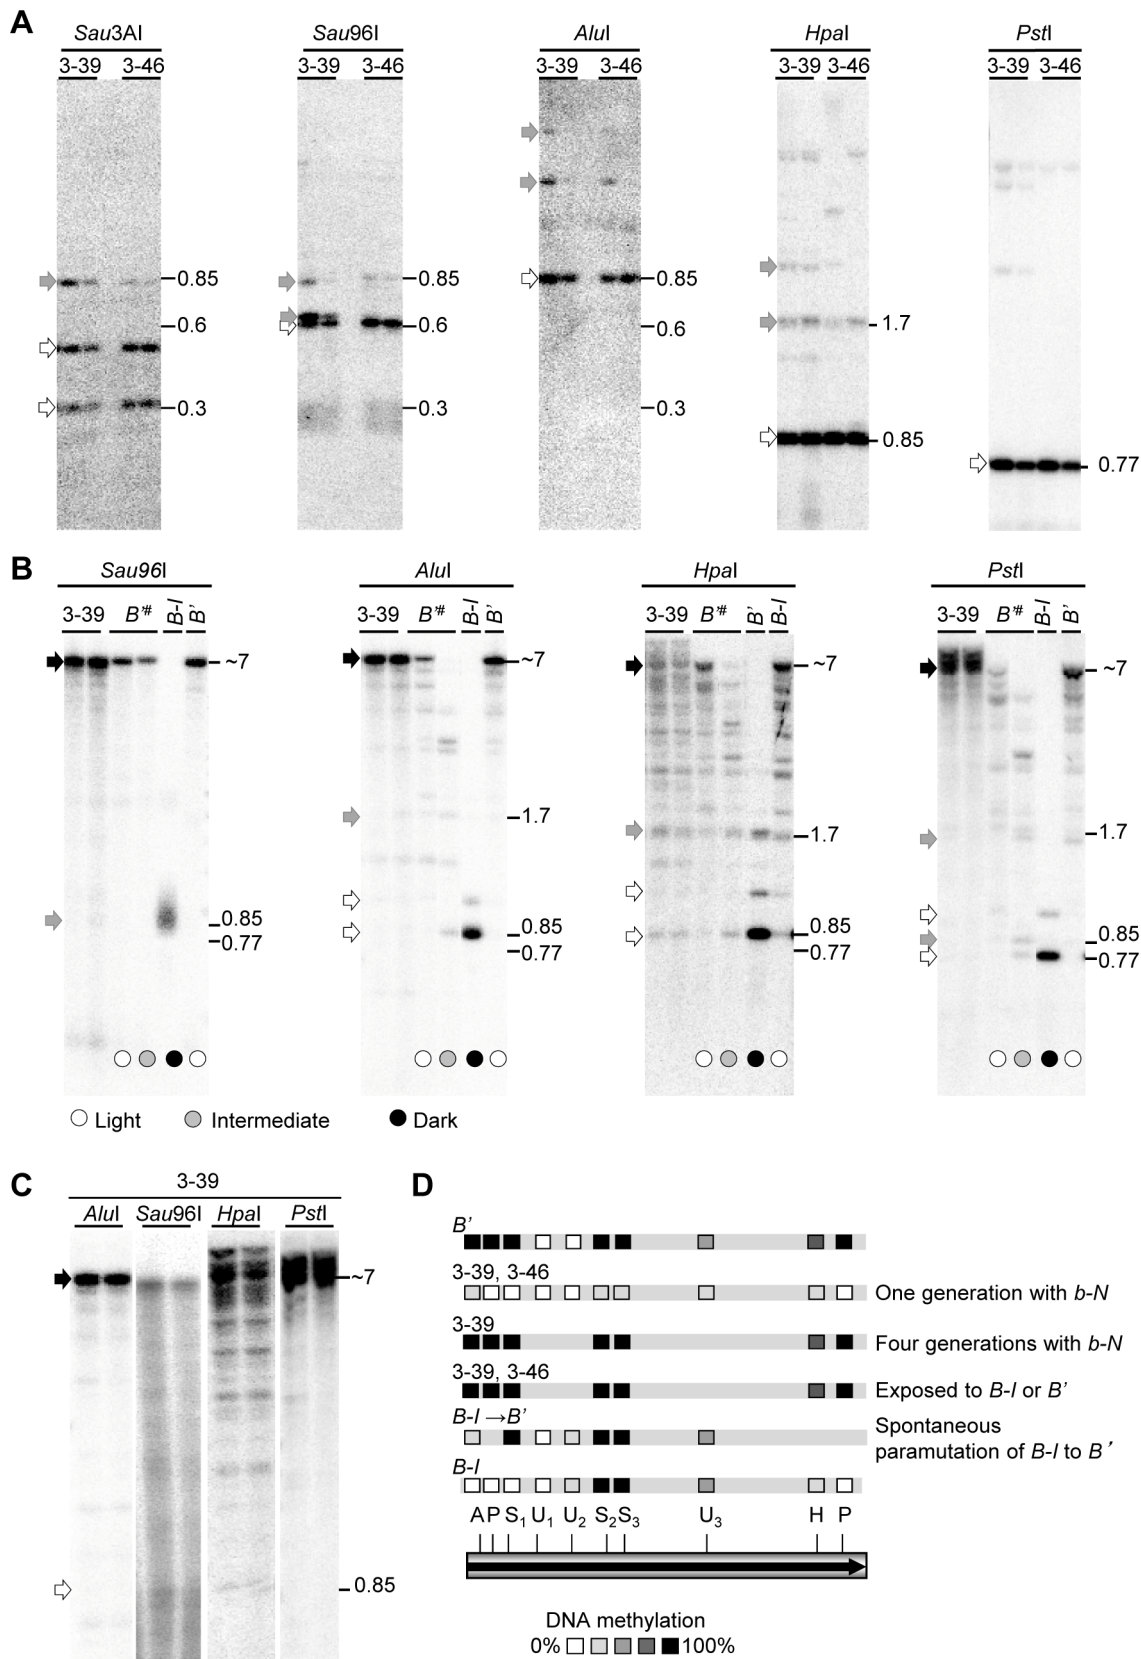 A
Sau3AI Sau96I AluI HpaI PstI
3-39 3-46 3-39 3-46 3-39 3-46 3-39 3-46 3-39 3-46
0.85 0.85 0.85
0.6 0.6 0.6 1.7
0.3 0.3 0.3 0.85 0.77
B
Sau96I AluI HpaI PstI
3-39 B'# B-I B' 3-39 B'# B-I B' 3-39 B'# B' B-I 3-39 B'# B-I B'
~7 ~7 ~7 ~7
1.7 1.7 1.7
0.85 0.85 0.85 0.85
0.77 0.77 0.77 0.77
Light Intermediate Dark
C
3-39
AluI Sau96I HpaI PstI
~7
0.85
D
B'
3-39, 3-46
One generation with b-N
3-39
Four generations with b-N
3-39, 3-46
Exposed to B-I or B'
B-I → B'
Spontaneous
paramutation of B-I to B'
B-I
A P S1 U1 U2 S2 S3 U3 H P
DNA methylation
0% 100%